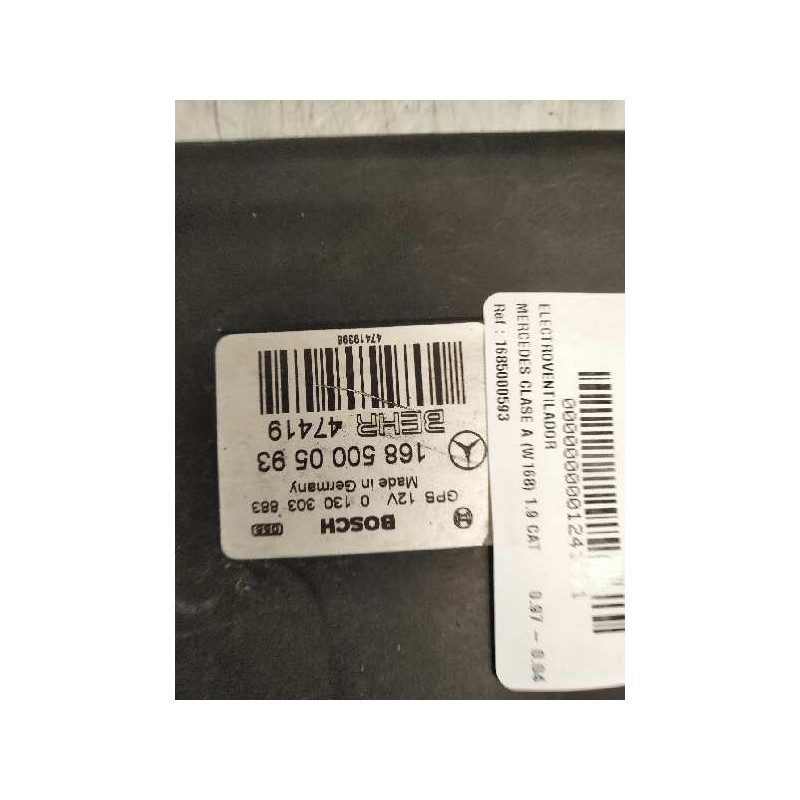 BOSCH
GPB 12V 0 130 303 883
Made in Germany
168 500 05 93
BEHR 47419
47419398
ELECTROVENTILADOR
MERCEDES CLASE A (W168) 1.9 CAT 0.97 - 0.04
Ref : 1685000593